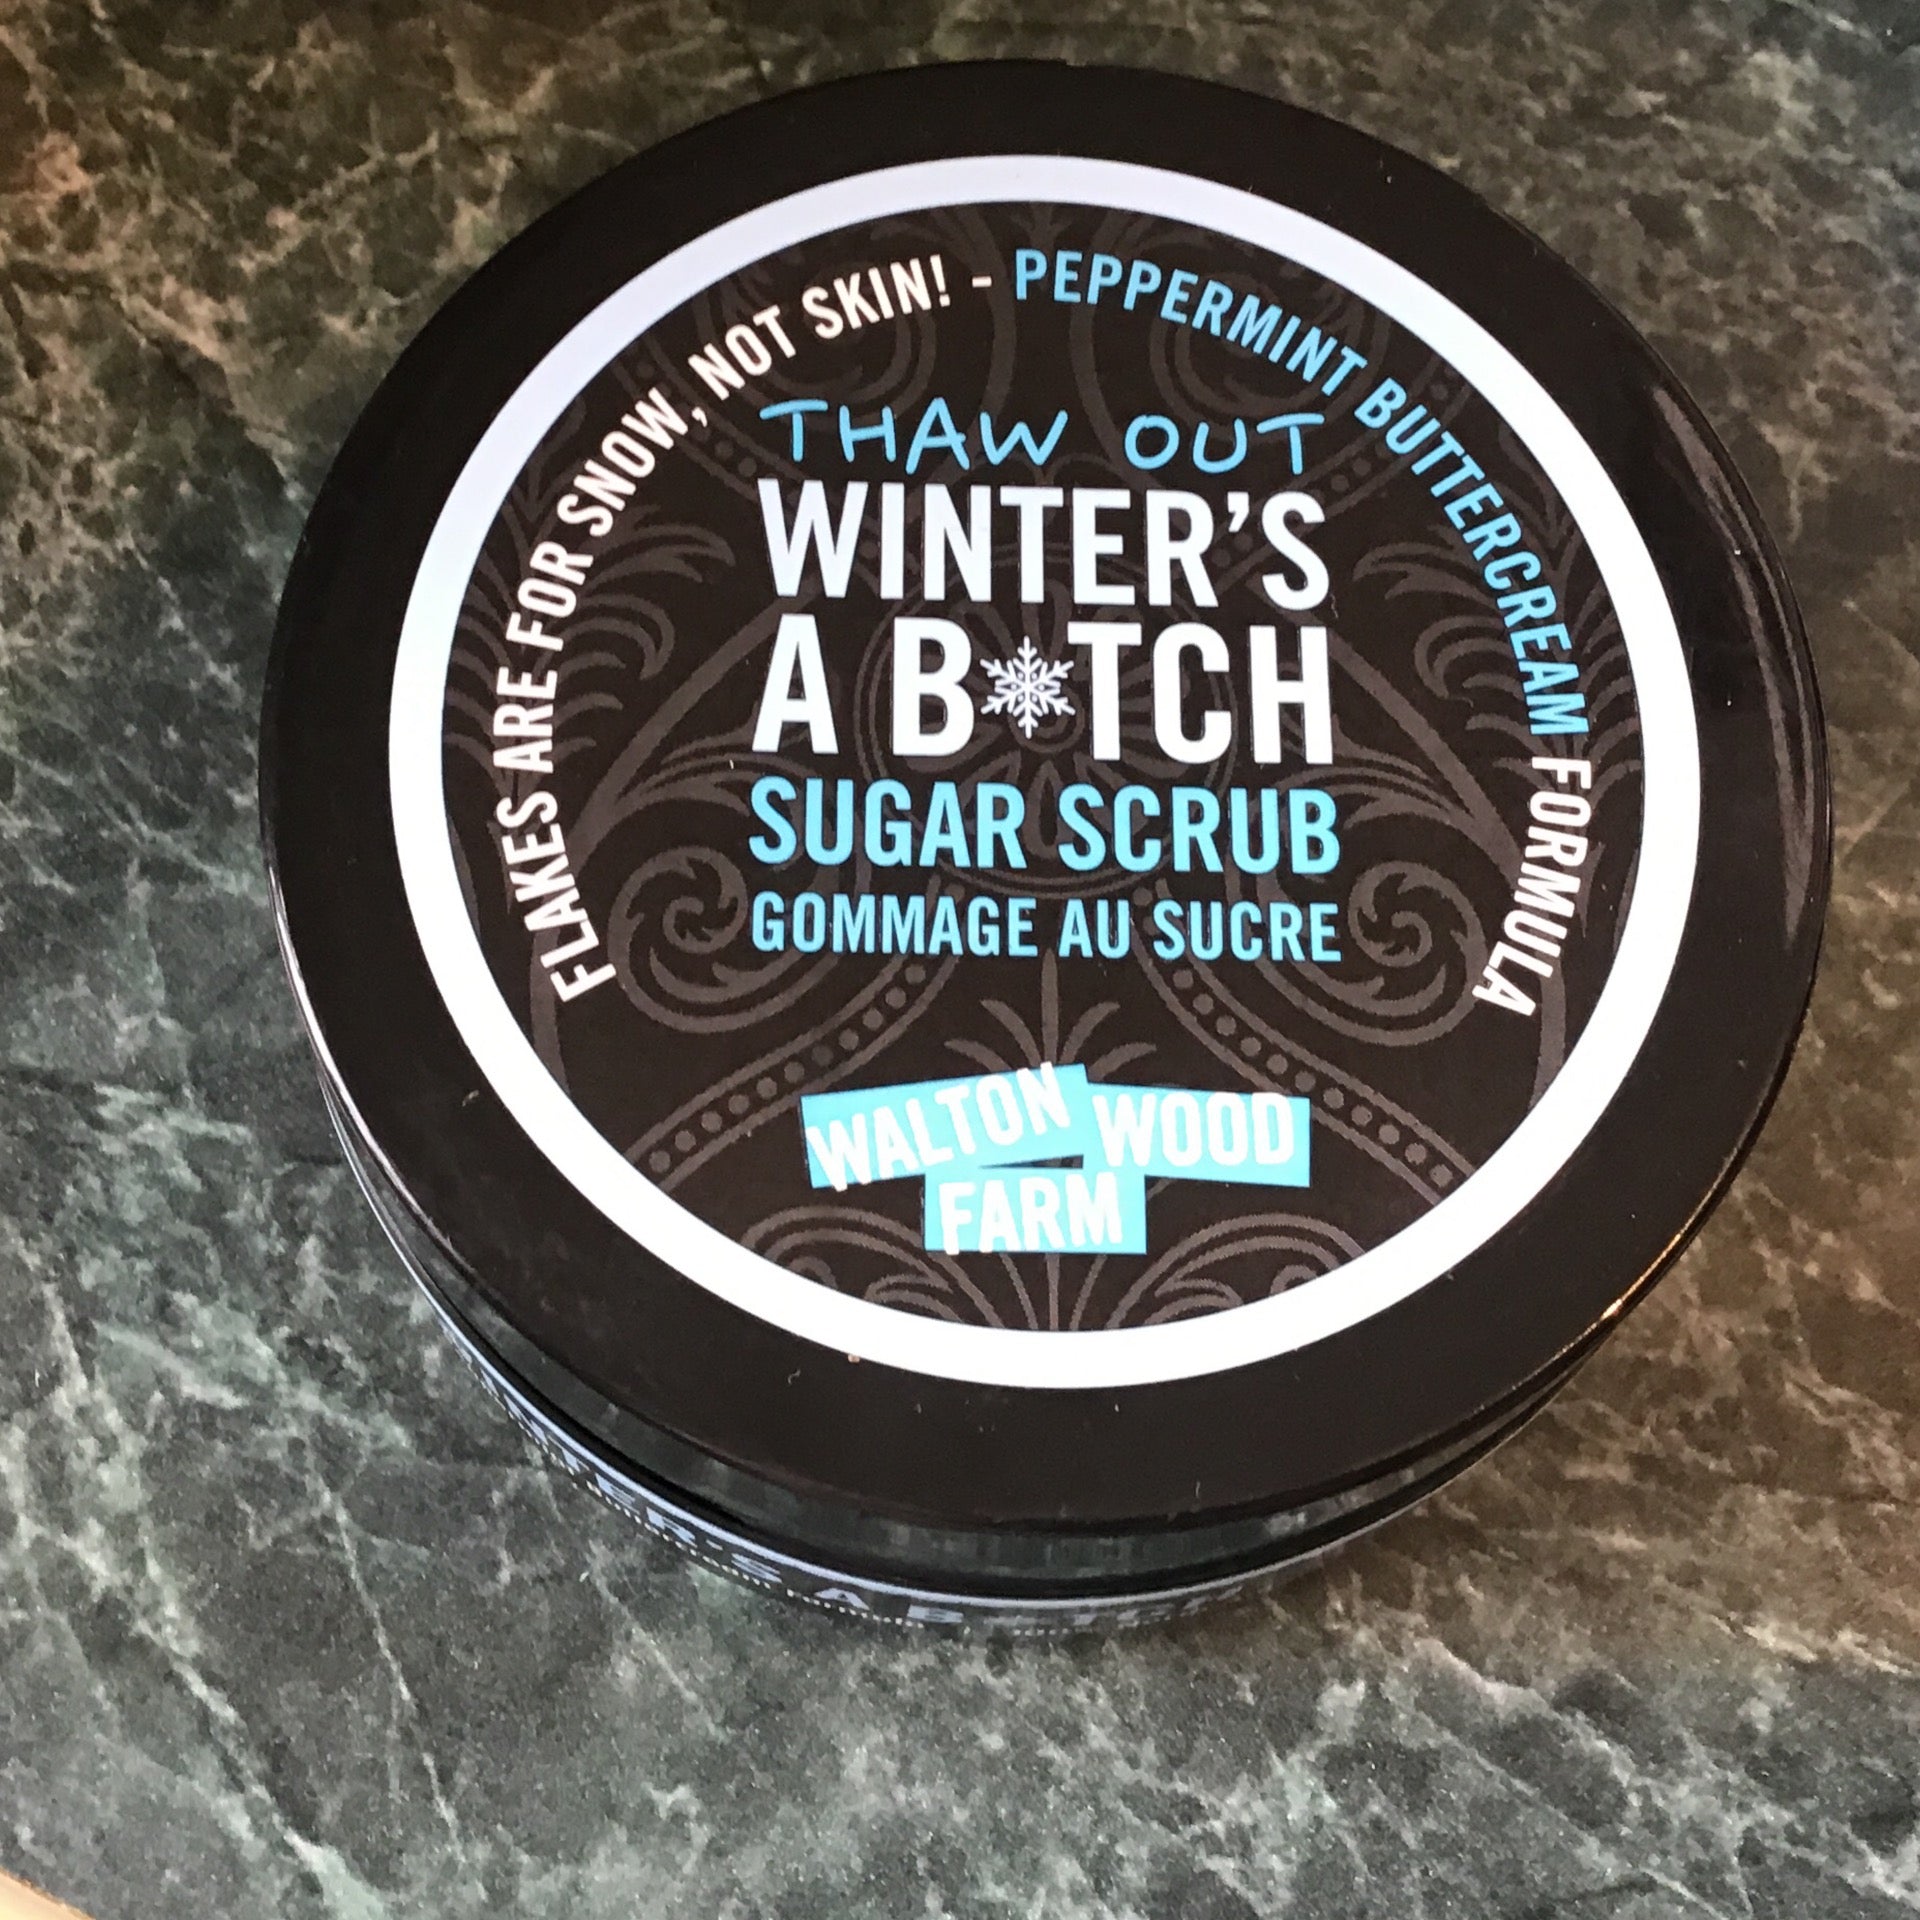 FLAKES ARE FOR SNOW, NOT SKIN! - PEPPERMINT BUTTERCREAM FORMULA
THAW OUT
WINTER'S
A B*TCH
SUGAR SCRUB
GOMMAGE AU SUCRE
WALTON WOOD
FARM